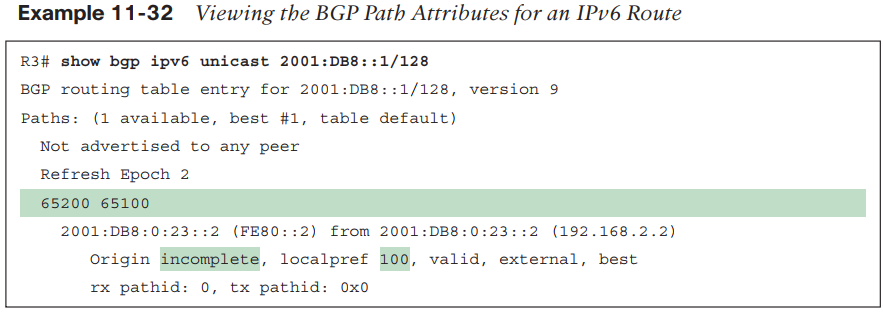 Example 11-32 Viewing the BGP Path Attributes for an IPv6 Route
R3# show bgp ipv6 unicast 2001:DB8::1/128
BGP routing table entry for 2001:DB8::1/128, version 9
Paths: (1 available, best #1, table default)
Not advertised to any peer
Refresh Epoch 2
65200 65100
2001:DB8:0:23::2 (FE80::2) from 2001:DB8:0:23::2 (192.168.2.2)
Origin incomplete, localpref 100, valid, external, best
rx pathid: 0, tx pathid: 0x0